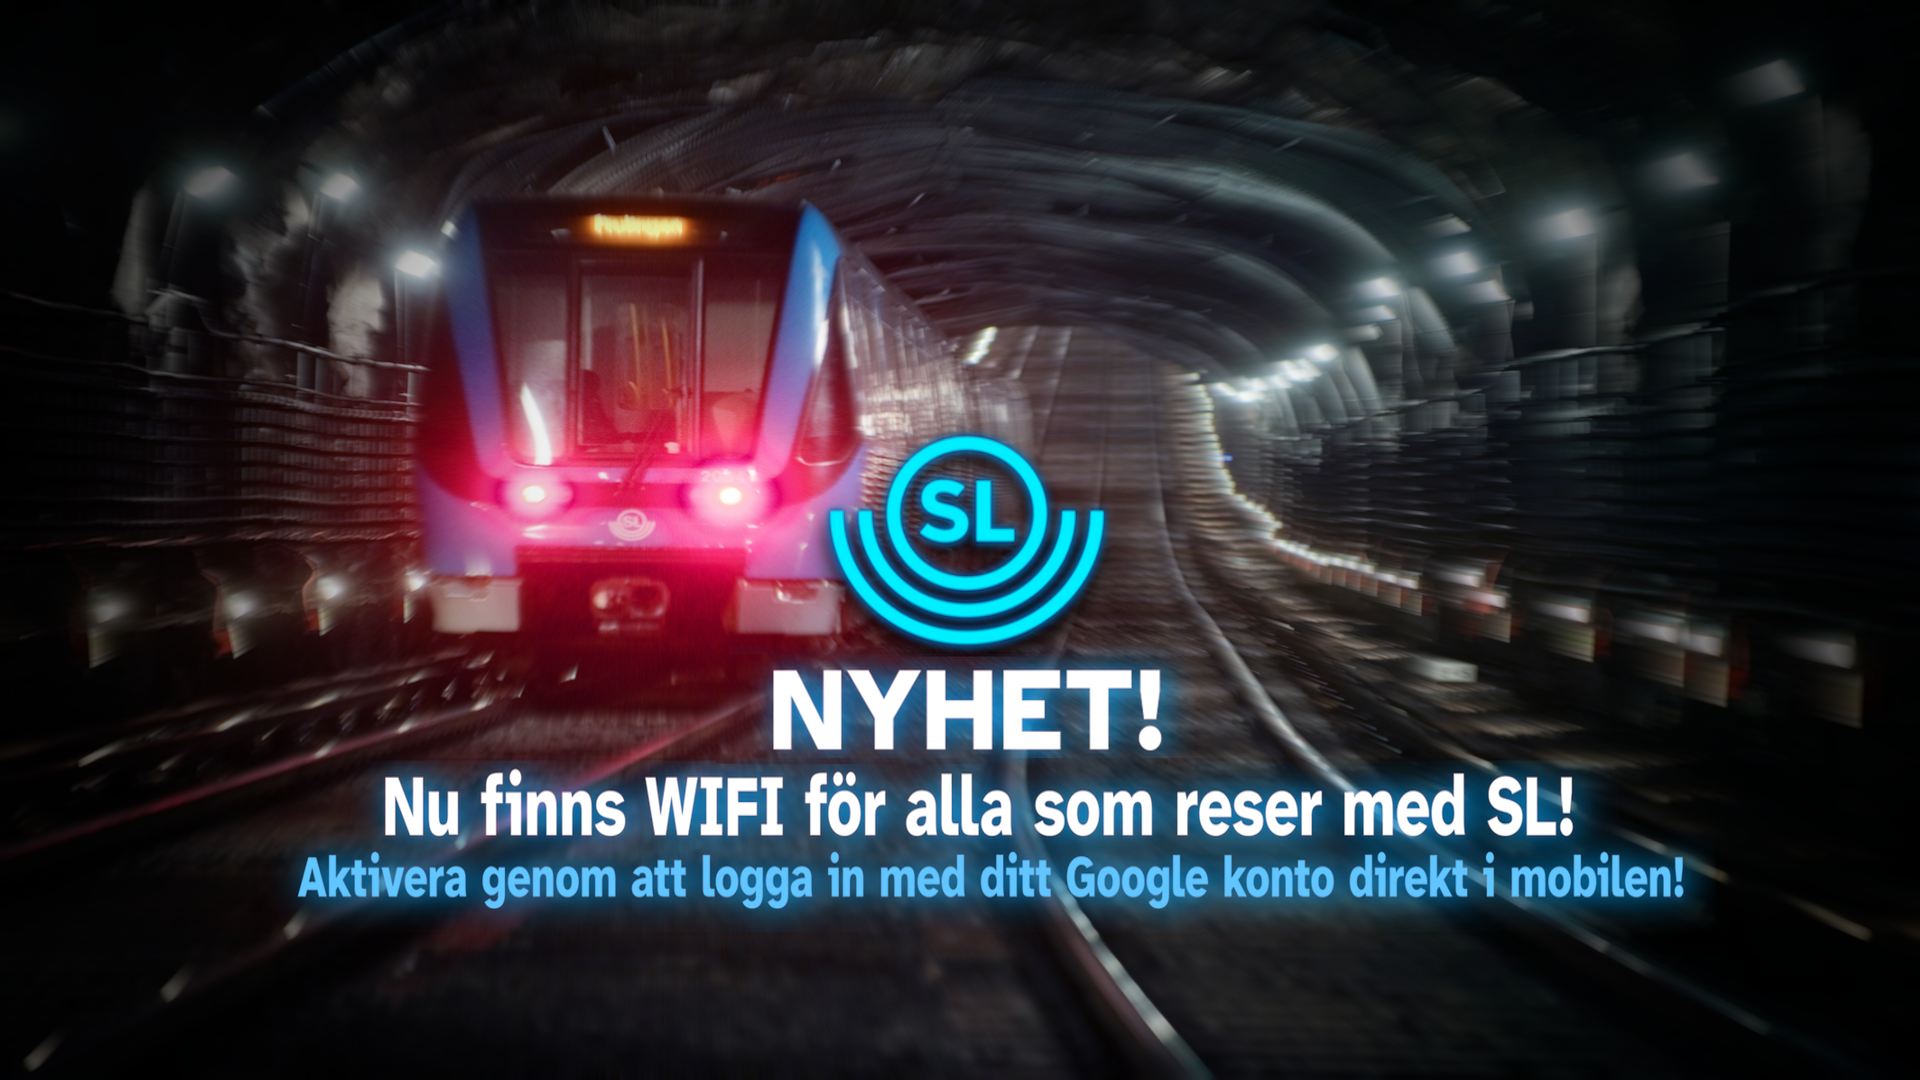 SL
SL
NYHET!
Nu finns WIFI för alla som reser med SL!
Aktivera genom att logga in med ditt Google konto direkt i mobilen!